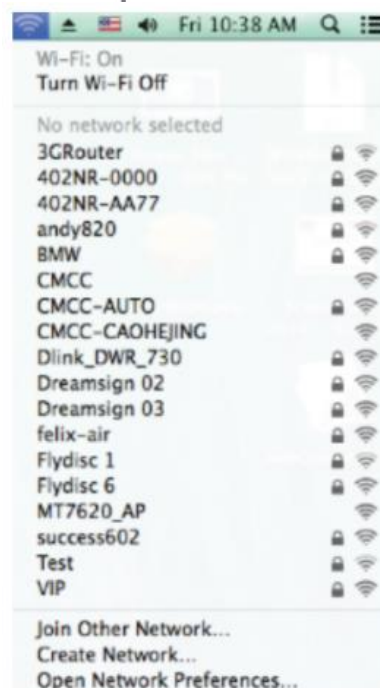 Fri 10:38 AM
Wi-Fi: On
Turn Wi-Fi Off
No network selected
3GRouter
402NR-0000
402NR-AA77
andy820
BMW
CMCC
CMCC-AUTO
CMCC-CAOHEJING
Dlink_DWR_730
Dreamsign 02
Dreamsign 03
felix-air
Flydisc 1
Flydisc 6
MT7620_AP
success602
Test
VIP
Join Other Network...
Create Network...
Open Network Preferences...